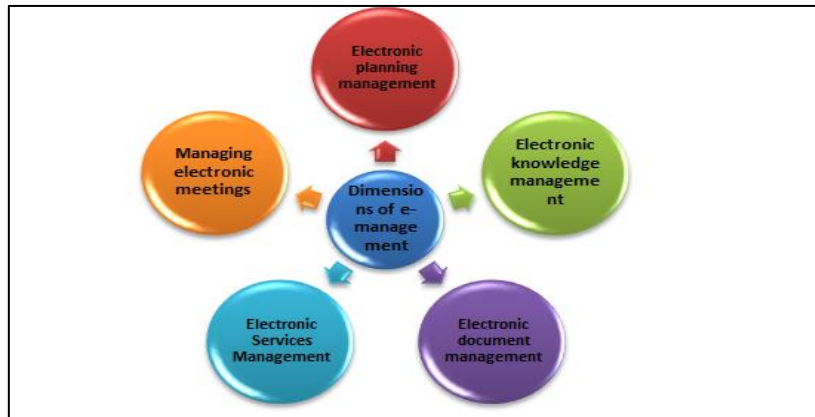 Electronic
planning
management
Electronic
knowledge
manageme
nt
Managing
electronic
meetings
Dimensio
ns of e-
manage
ment
Electronic
Services
Management
Electronic
document
management